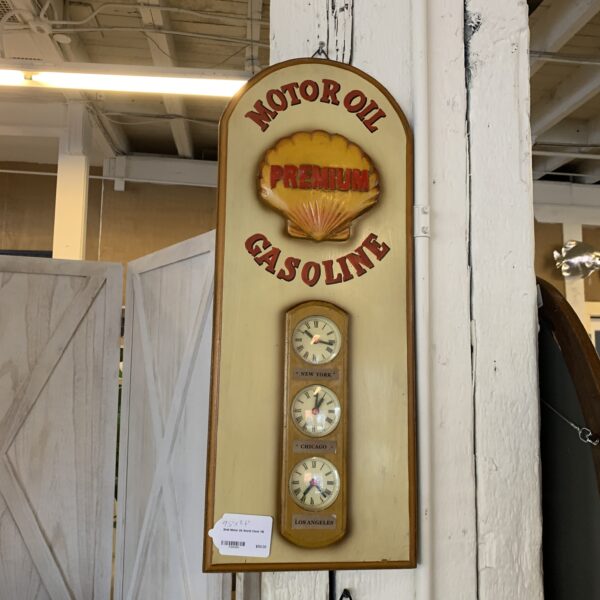 MOTOR OIL
PREMIUM
GASOLINE
NEW YORK
CHICAGO
LOS ANGELES